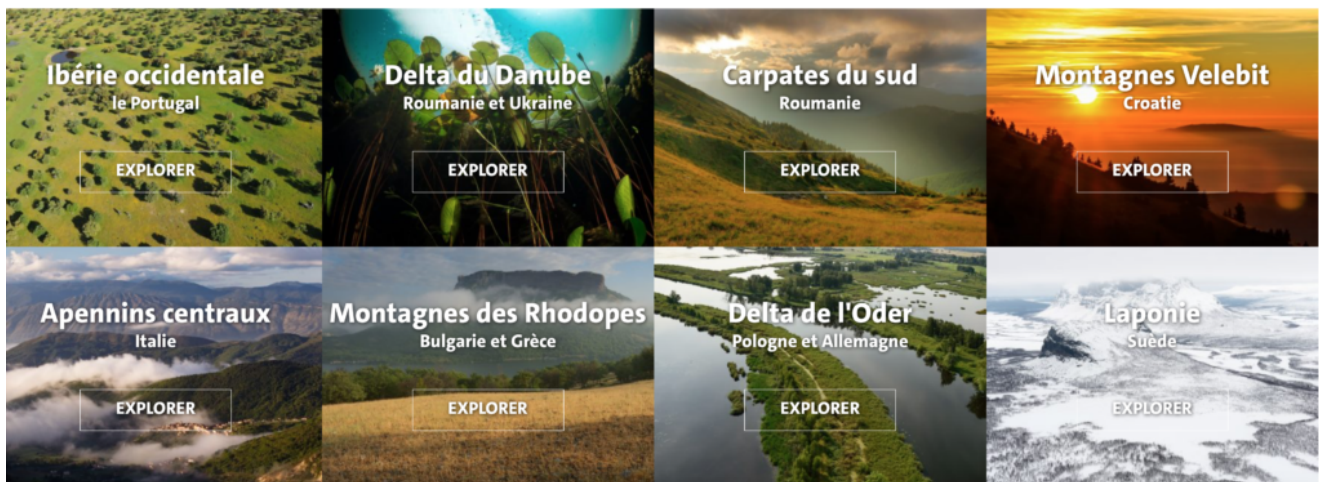 Ibérie occidentale
le Portugal
EXPLORER
Delta du Danube
Roumanie et Ukraine
EXPLORER
Carpates du sud
Roumanie
EXPLORER
Montagnes Velebit
Croatie
EXPLORER
Apennins centraux
Italie
EXPLORER
Montagnes des Rhodopes
Bulgarie et Grèce
EXPLORER
Delta de l'Oder
Pologne et Allemagne
EXPLORER
Laponie
Suède
EXPLORER